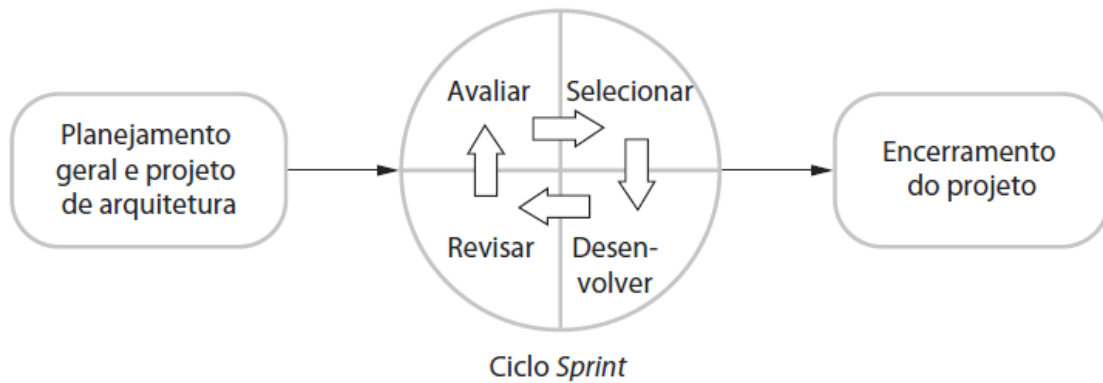 Planejamento
geral e projeto
de arquitetura
Avaliar
Selecionar
Revisar
Desen-
volver
Encerramento
do projeto
Ciclo Sprint